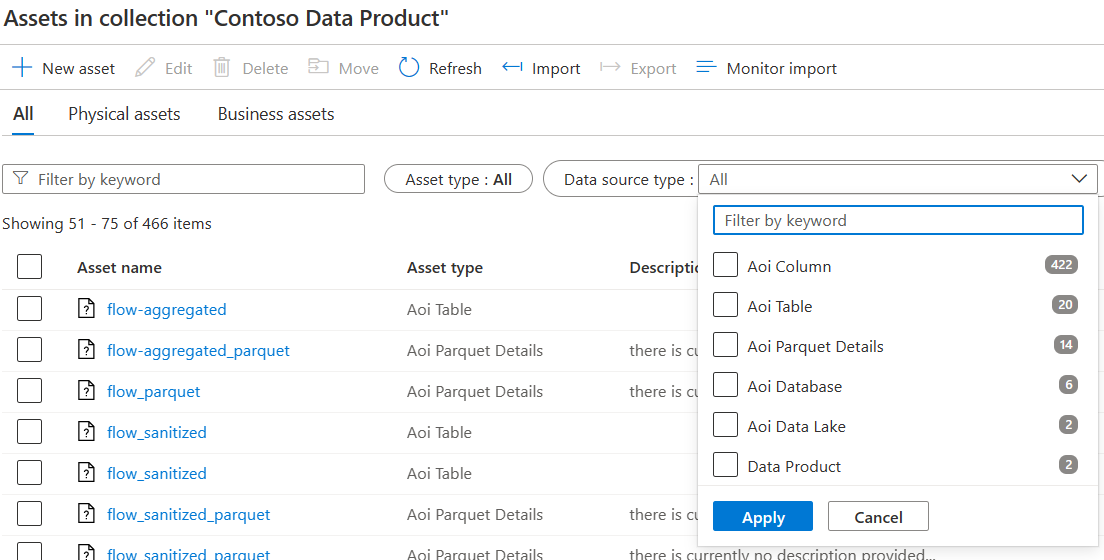 Assets in collection "Contoso Data Product"
New asset Edit Delete Move Refresh Import Export Monitor import
All Physical assets Business assets
Filter by keyword Asset type : All Data source type : All
Showing 51 - 75 of 466 items
Filter by keyword
Asset name Asset type
Aoi Column 422
flow-aggregated Aoi Table
Aoi Table 20
flow-aggregated_parquet Aoi Parquet Details there is
Aoi Parquet Details 14
flow_parquet Aoi Parquet Details there is
Aoi Database 6
flow_sanitized Aoi Table
Aoi Data Lake 2
flow_sanitized Aoi Table
Data Product 2
flow_sanitized_parquet Aoi Parquet Details there is
Apply Cancel
flow_sanitized_parquet Aoi Parquet Details there is currently no description provided...